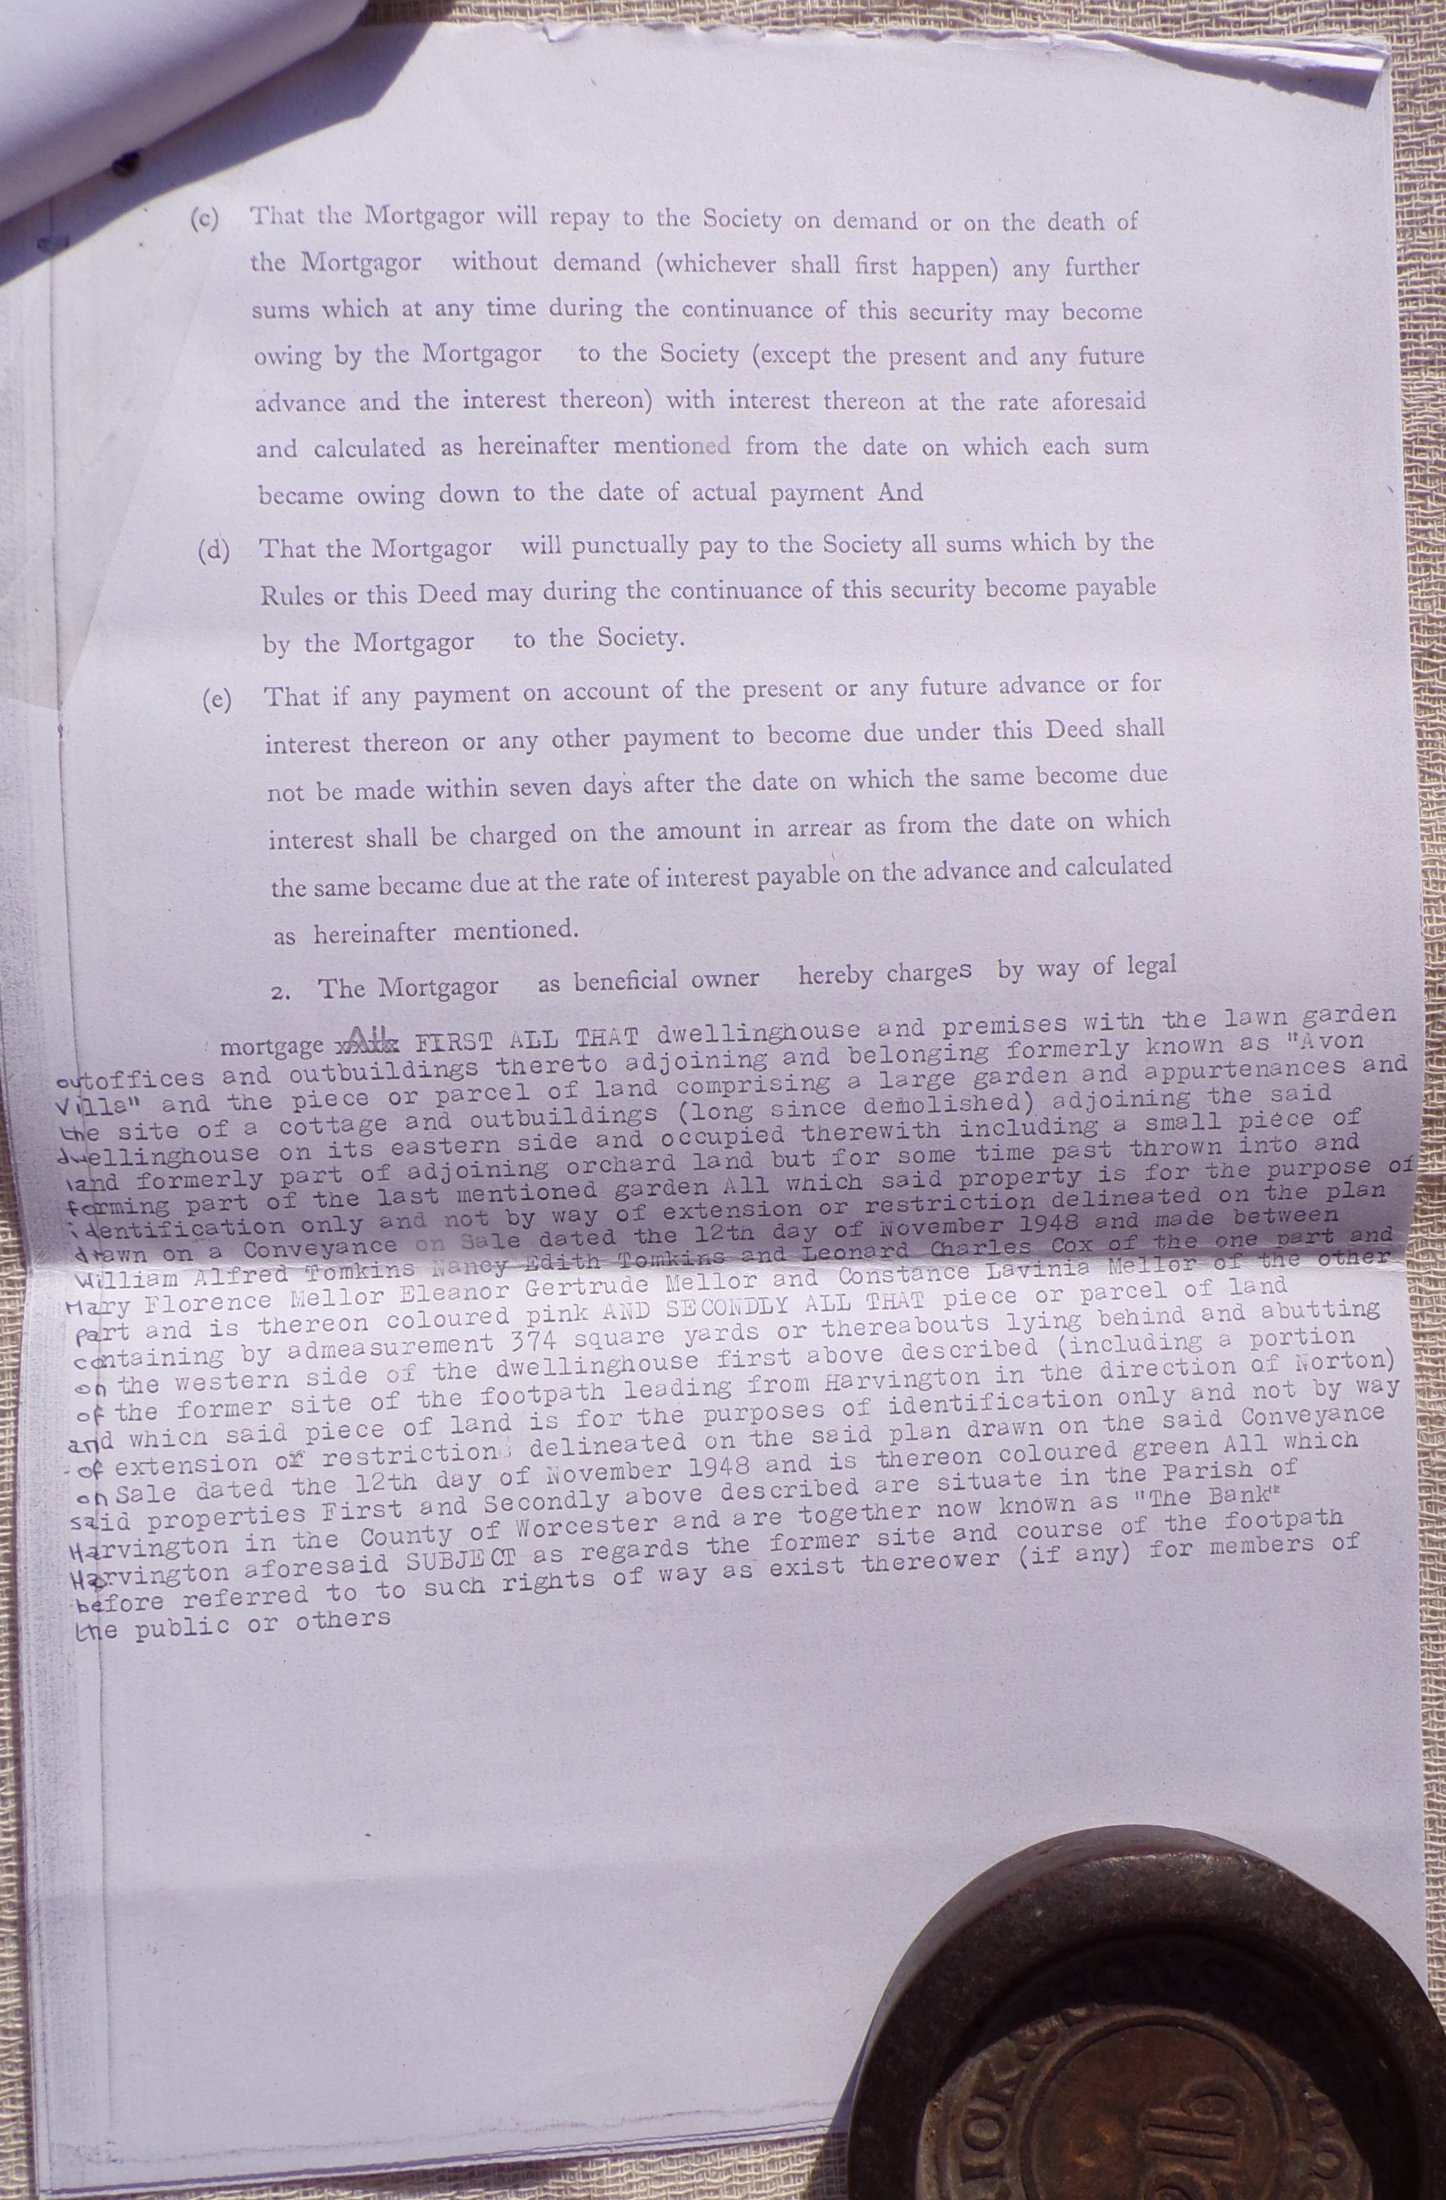 (c) That the Mortgagor will repay to the Society on demand or on the death of
the Mortgagor without demand (whichever shall first happen) any further
sums which at any time during the continuance of this security may become
owing by the Mortgagor to the Society (except the present and any future
advance and the interest thereon) with interest thereon at the rate aforesaid
and calculated as hereinafter mentioned from the date on which each sum
became owing down to the date of actual payment And
(d) That the Mortgagor will punctually pay to the Society all sums which by the
Rules or this Deed may during the continuance of this security become payable
by the Mortgagor to the Society.
(e) That if any payment on account of the present or any future advance or for
interest thereon or any other payment to become due under this Deed shall
not be made within seven days after the date on which the same become due
interest shall be charged on the amount in arrear as from the date on which
the same became due at the rate of interest payable on the advance and calculated
as hereinafter mentioned.
2. The Mortgagor as beneficial owner hereby charges by way of legal
mortgage All FIRST ALL THAT dwellinghouse and premises with the lawn garden
outoffices and outbuildings thereto adjoining and belonging formerly known as "Avon
Villa" and the piece or parcel of land comprising a large garden and appurtenances and
the site of a cottage and outbuildings (long since demolished) adjoining the said
dwellinghouse on its eastern side and occupied therewith including a small piece of
land formerly part of adjoining orchard land but for some time past thrown into and
forming part of the last mentioned garden All which said property is for the purpose of
identification only and not by way of extension or restriction delineated on the plan
drawn on a Conveyance on Sale dated the 12th day of November 1948 and made between
William Alfred Tomkins Nancy Edith Tomkins and Leonard Charles Cox of the one part and
Mary Florence Mellor Eleanor Gertrude Mellor and Constance Lavinia Mellor of the other
part and is thereon coloured pink AND SECONDLY ALL THAT piece or parcel of land
containing by admeasurement 374 square yards or thereabouts lying behind and abutting
on the western side of the dwellinghouse first above described (including a portion
of the former site of the footpath leading from Harvington in the direction of Norton)
and which said piece of land is for the purposes of identification only and not by way
of extension or restriction delineated on the said plan drawn on the said Conveyance
on Sale dated the 12th day of November 1948 and is thereon coloured green All which
said properties First and Secondly above described are situate in the Parish of
Harvington in the County of Worcester and are together now known as "The Bank"
Harvington aforesaid SUBJECT as regards the former site and course of the footpath
before referred to to such rights of way as exist thereover (if any) for members of
the public or others